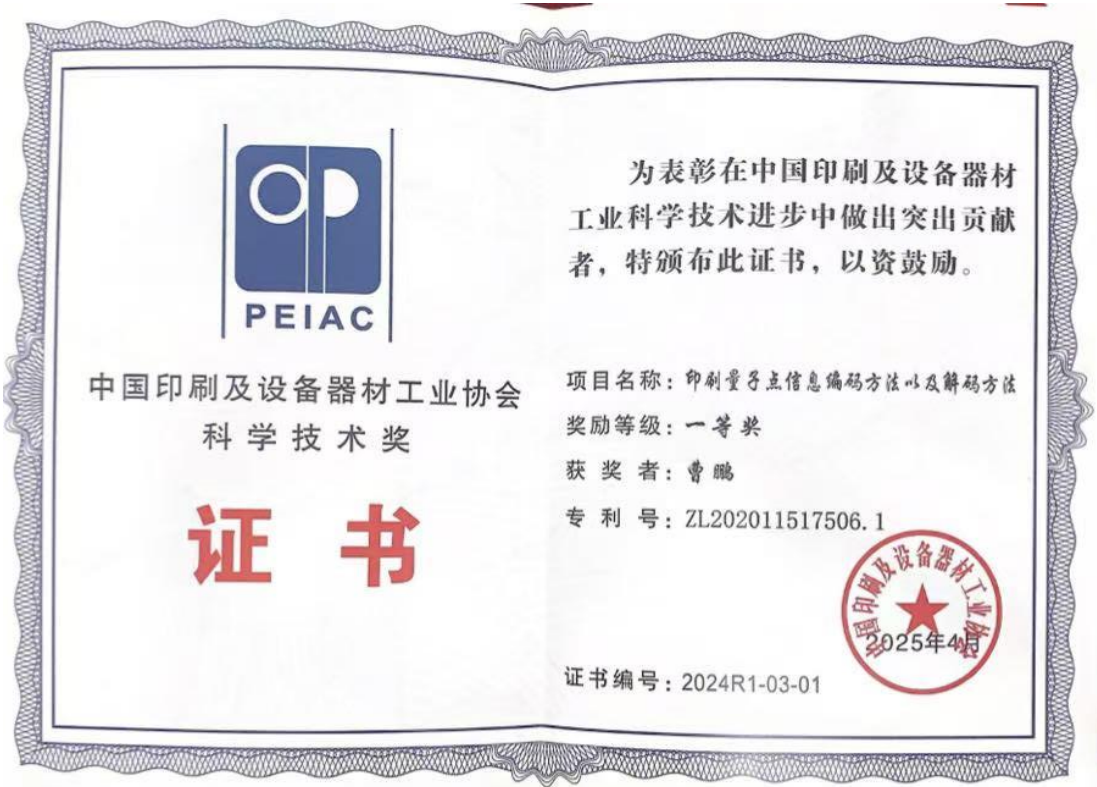 PEIAC
中国印刷及设备器材工业协会
科学技术奖
证书
为表彰在中国印刷及设备器材
工业科学技术进步中做出突出贡献
者，特颁布此证书，以资鼓励。
项目名称：印刷量子点信息编码方法以及解码方法
奖励等级：一等奖
获奖者：曹鹏
专利号：ZL202011517506.1
中国印刷及设备器材工业协会
2025年4月
证书编号：2024R1-03-01